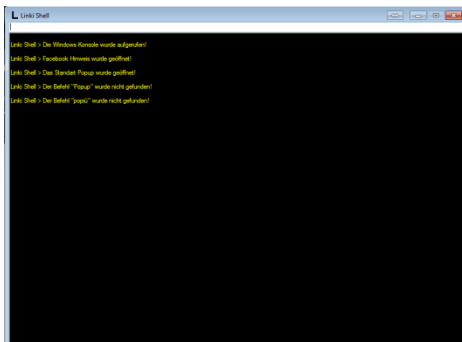 L Linki Shell
Linki Shell > Die Windows Konsole wurde aufgerufen!
Linki Shell > Facebook Hinweis wurde geöffnet!
Linki Shell > Das Standart Popup wurde geöffnet!
Linki Shell > Der Befehl "Popup" wurde nicht gefunden!
Linki Shell > Der Befehl "popiü" wurde nicht gefunden!